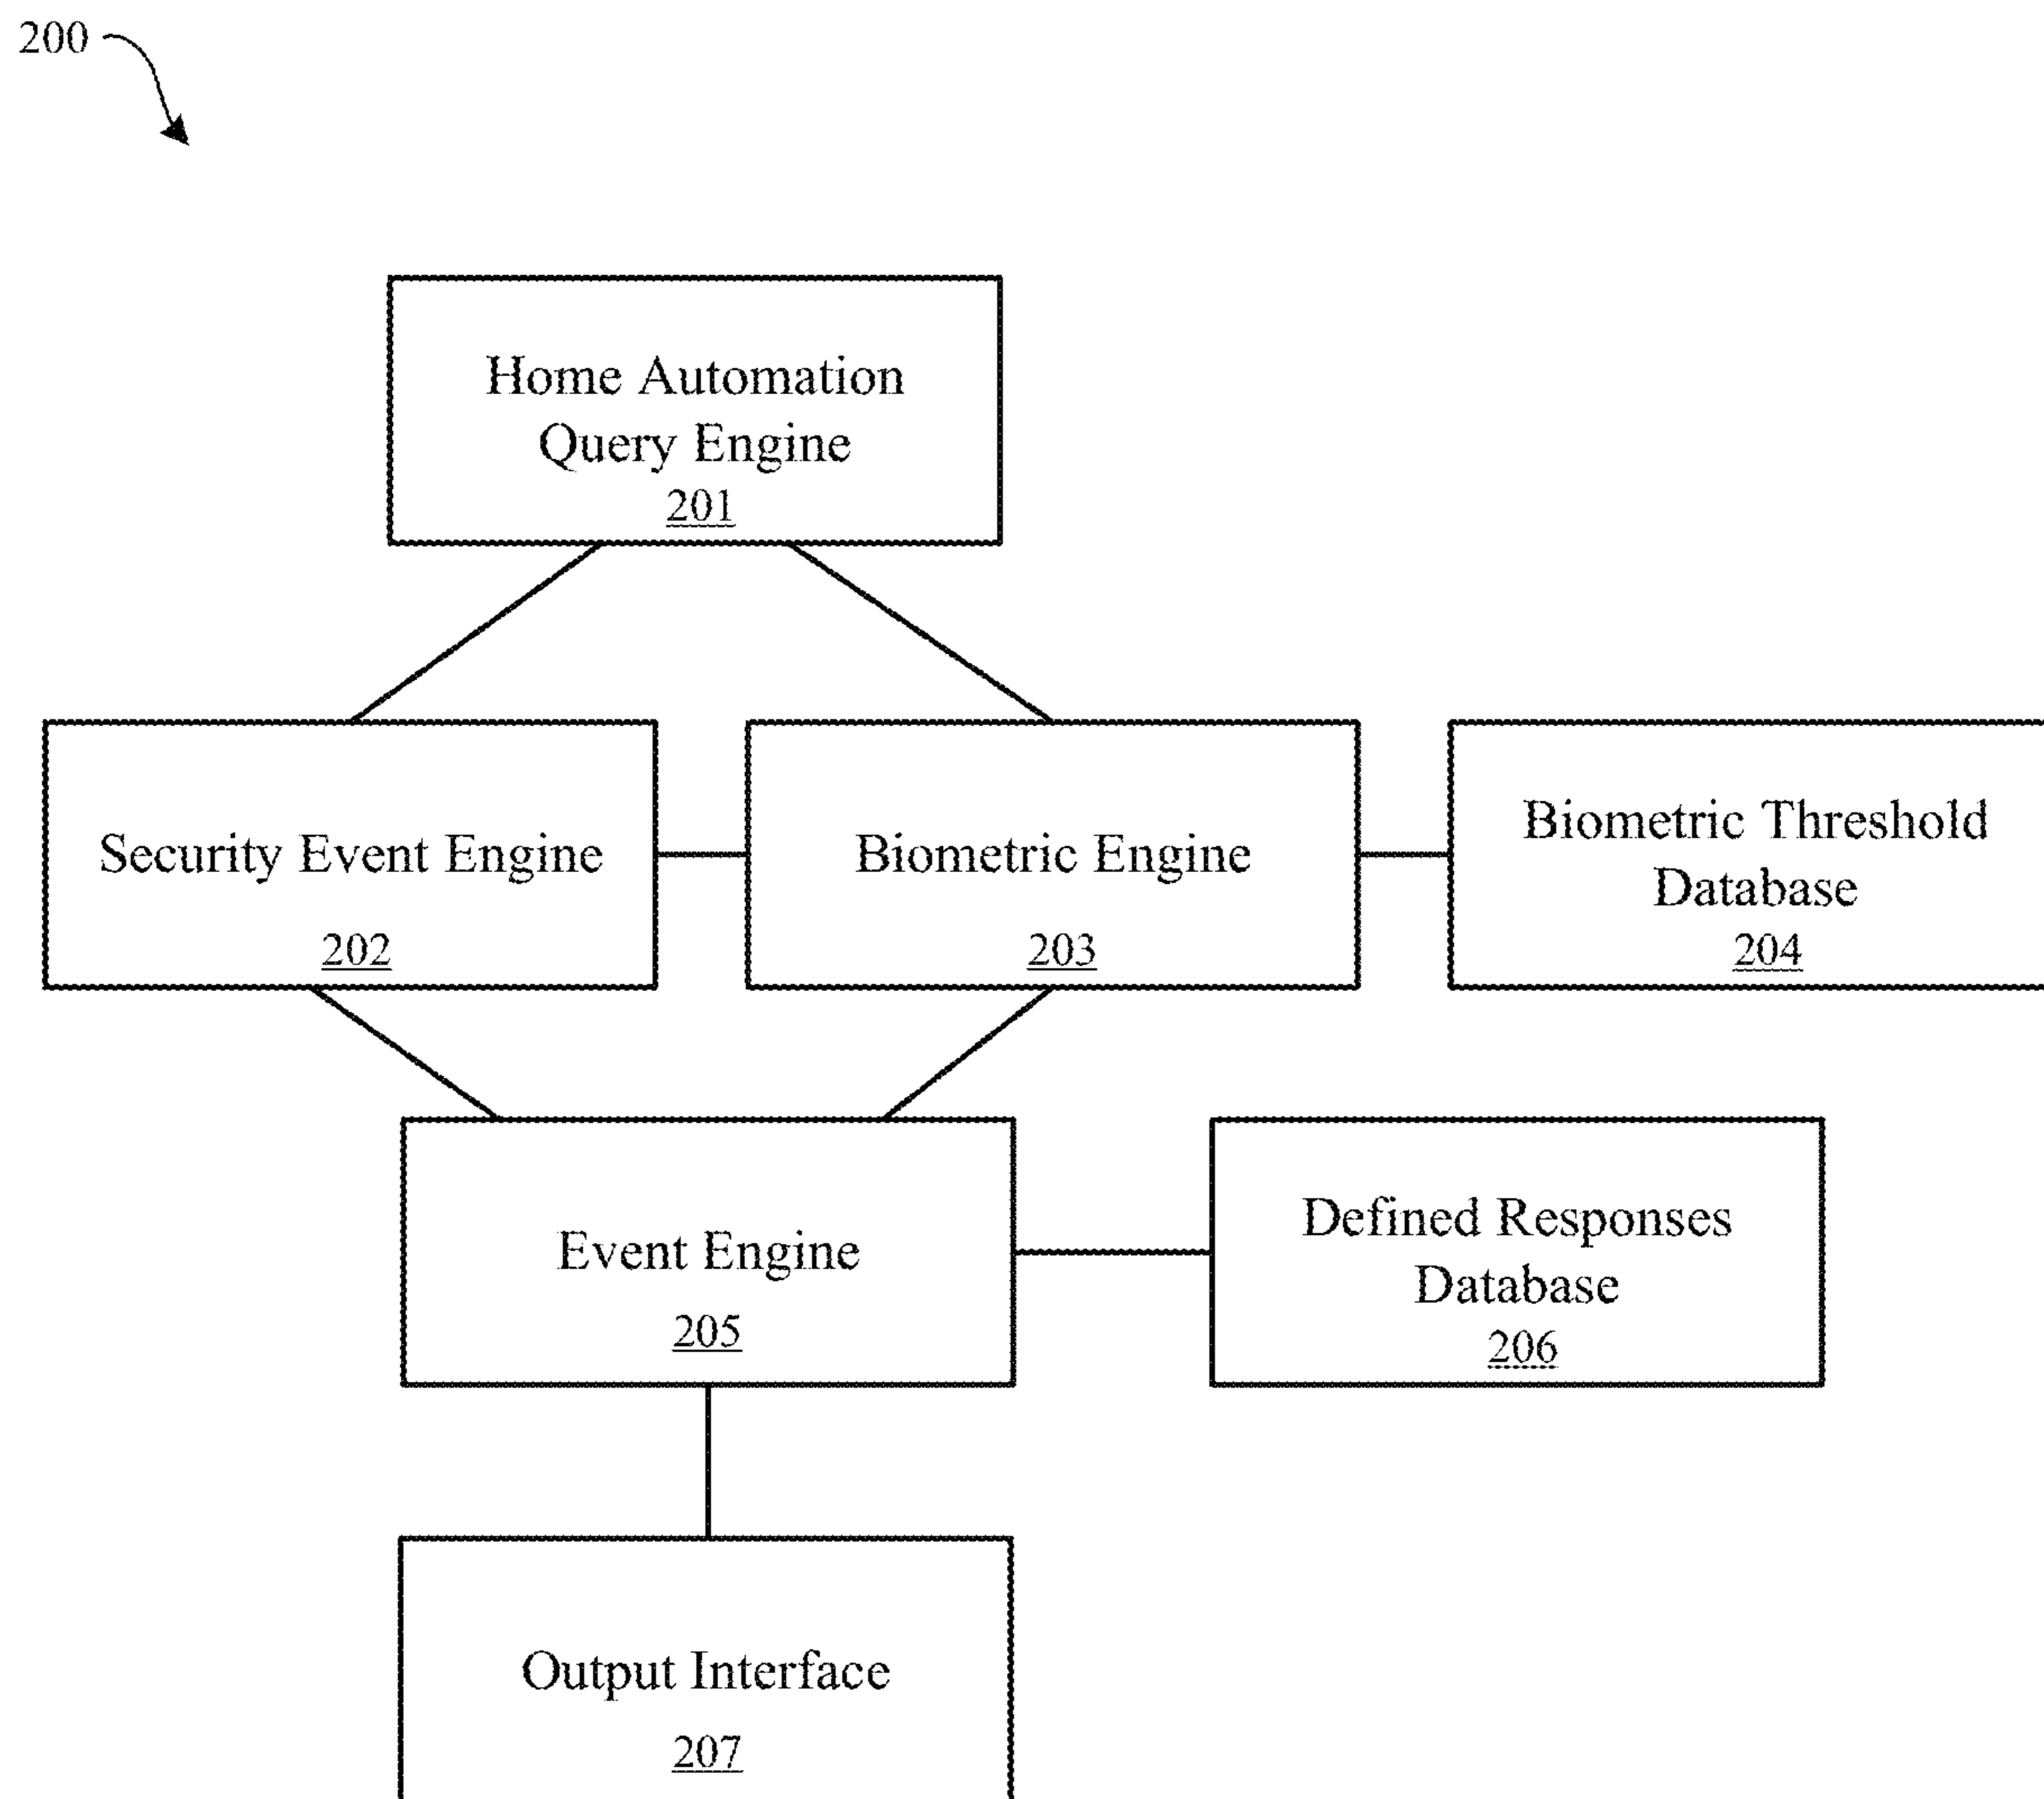 200
Home Automation
Query Engine
201
Security Event Engine
202
Biometric Engine
203
Biometric Threshold
Database
204
Event Engine
205
Defined Responses
Database
206
Output Interface
207